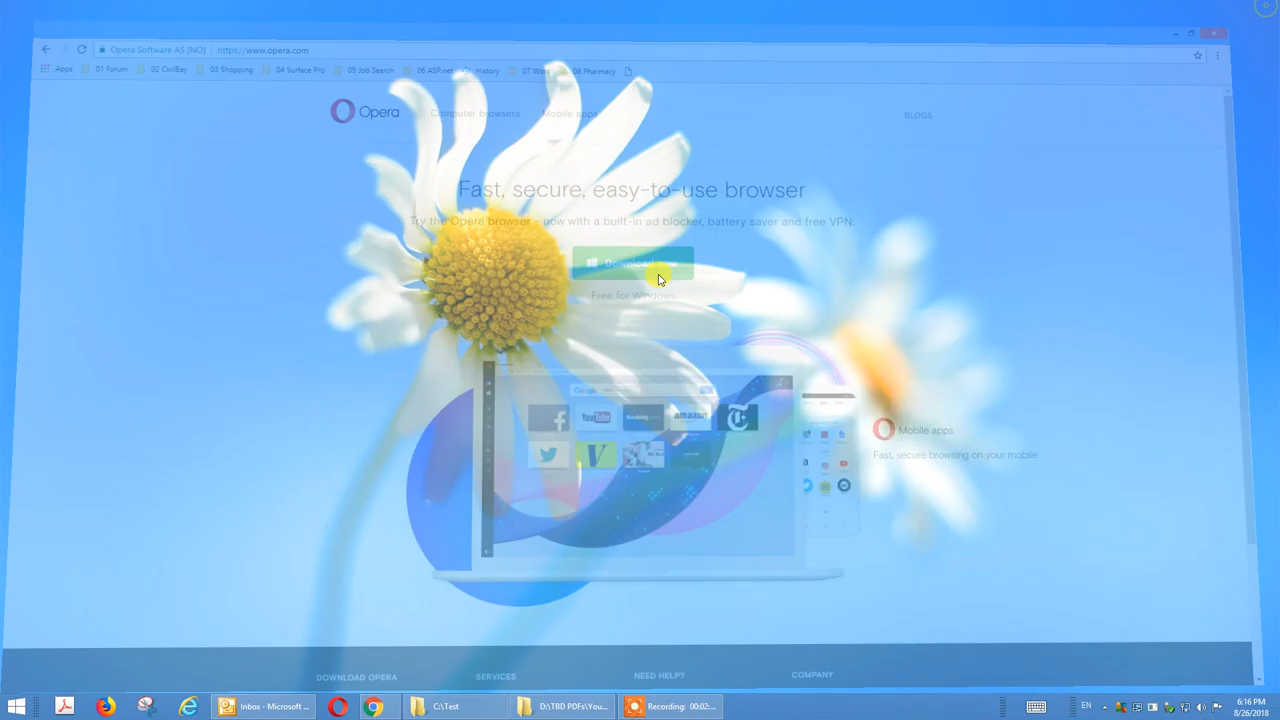 Opera Software AS [NO] https://www.opera.com
Apps 01 Forum 02 CivilBay 03 Shopping 04 Surface Pro 05 Job Search 06 ASP.net mstory 07 Work 08 Pharmacy
Opera Computer browsers Mobile apps BLOGS
Fast, secure, easy-to-use browser
Try the Opera browser - now with a built-in ad blocker, battery saver and free VPN.
Download now
Free for Windows
Google
YouTube Booking.com amazon
Mobile apps
Fast, secure browsing on your mobile
DOWNLOAD OPERA SERVICES NEED HELP? COMPANY
Inbox - Microsoft ... C:\Test D:\TBD PDFs\You... Recording: 00:02:... EN 6:16 PM
8/26/2018